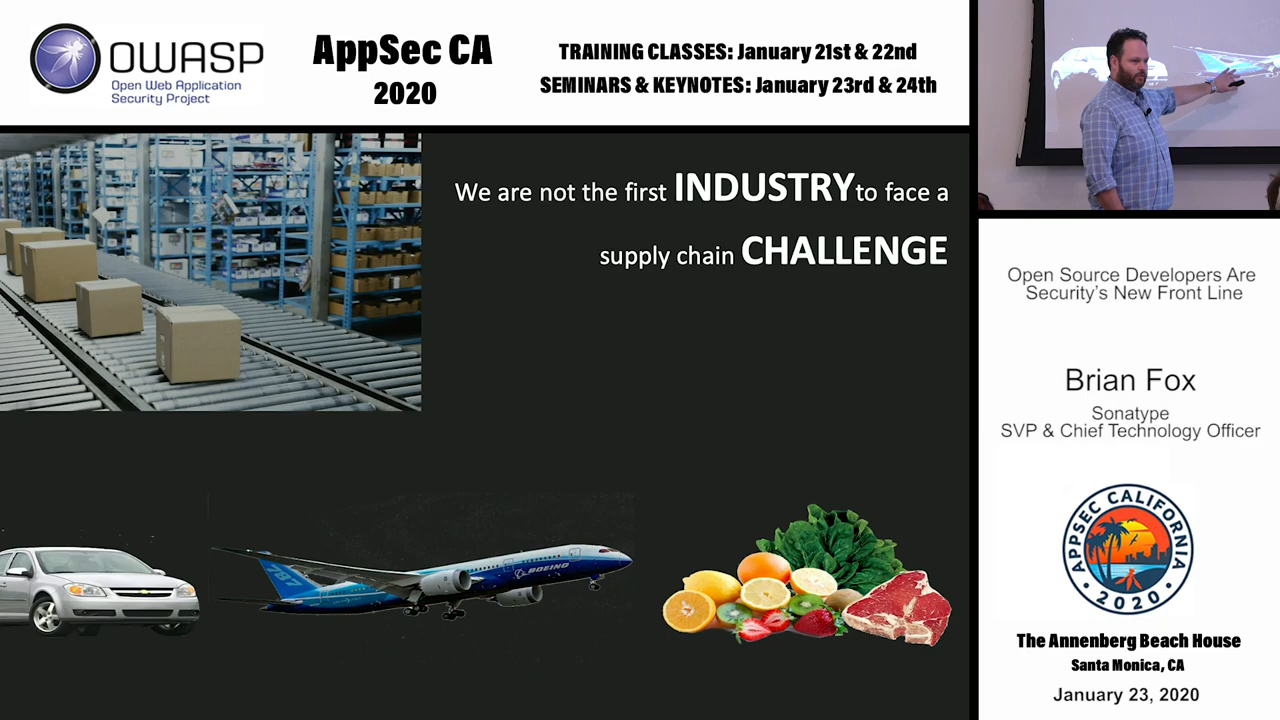 OWASP
Open Web Application
Security Project
AppSec CA
2020
TRAINING CLASSES: January 21st & 22nd
SEMINARS & KEYNOTES: January 23rd & 24th
We are not the first INDUSTRY to face a
supply chain CHALLENGE
787
BOEING
Open Source Developers Are
Security's New Front Line
Brian Fox
Sonatype
SVP & Chief Technology Officer
APPSEC CALIFORNIA
• 2020 •
The Annenberg Beach House
Santa Monica, CA
January 23, 2020